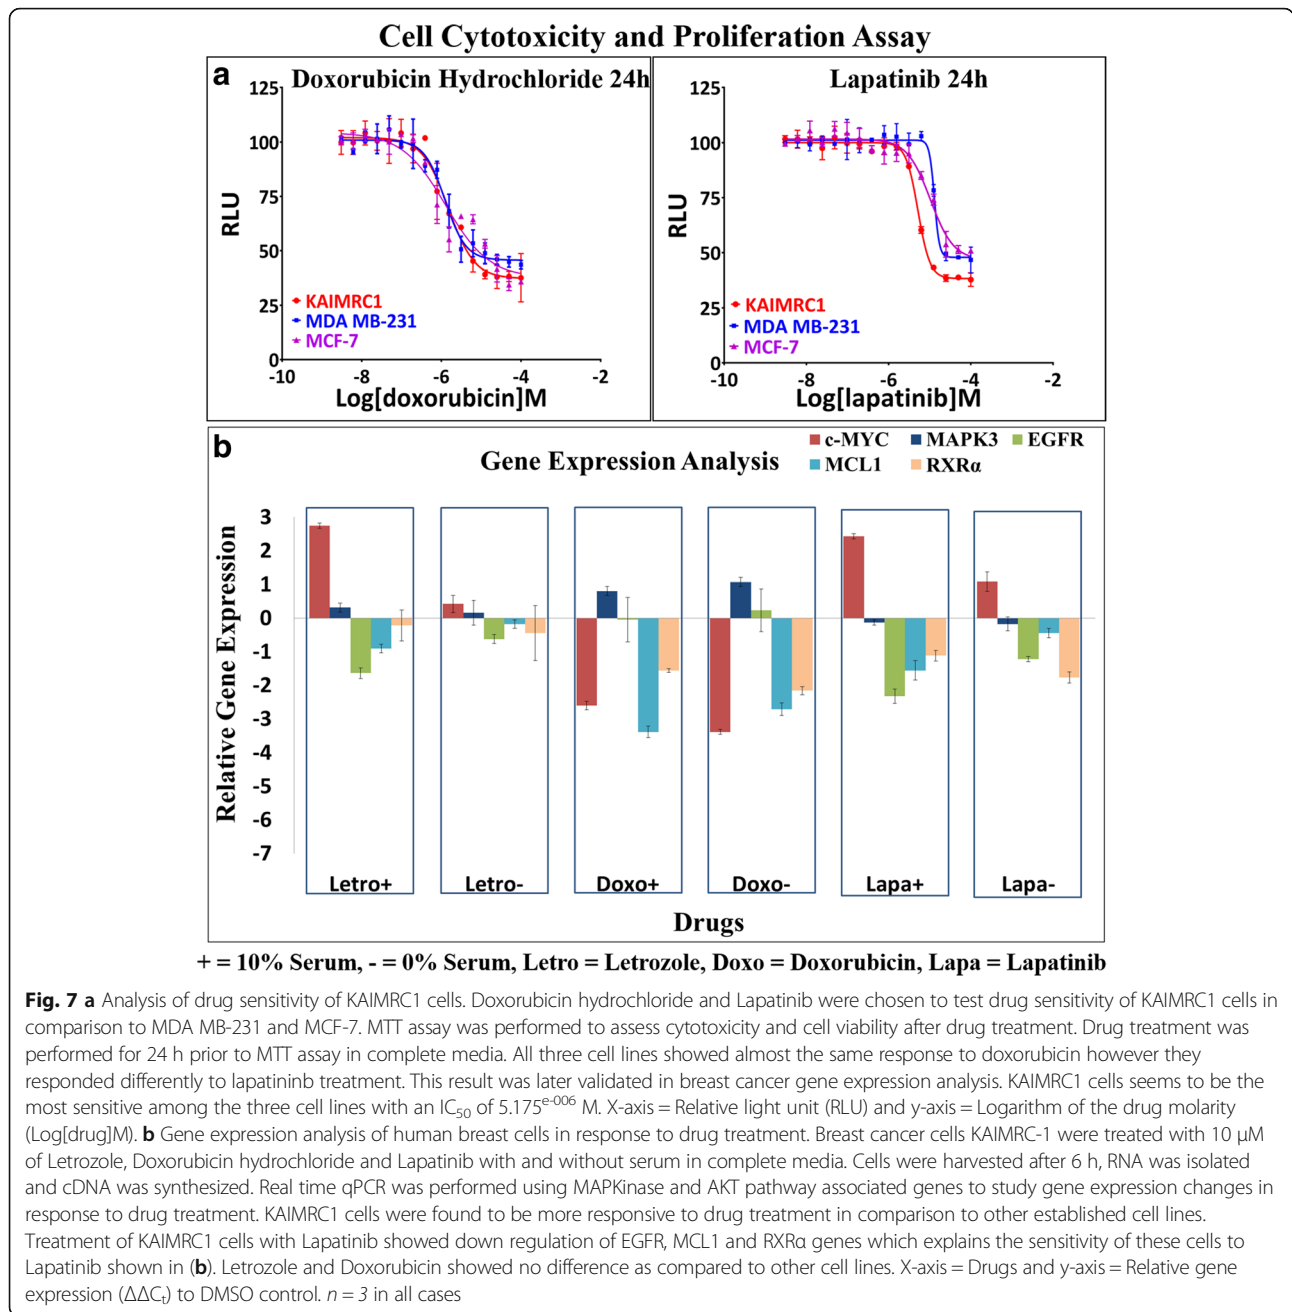 Cell Cytotoxicity and Proliferation Assay
a
Doxorubicin Hydrochloride 24h
125
100
75
50
25
0
RLU
KAIMRC1
MDA MB-231
MCF-7
-10
-8
-6
-4
-2
Log[doxorubicin]M
Lapatinib 24h
125
100
75
50
25
0
RLU
KAIMRC1
MDA MB-231
MCF-7
-10
-8
-6
-4
-2
Log[lapatinib]M
b
Gene Expression Analysis
c-MYC MAPK3 EGFR
MCL1 RXRα
Relative Gene Expression
3
2
1
0
-1
-2
-3
-4
-5
-6
-7
Letro+ Letro- Doxo+ Doxo- Lapa+ Lapa-
Drugs
+ = 10% Serum, - = 0% Serum, Letro = Letrozole, Doxo = Doxorubicin, Lapa = Lapatinib
Fig. 7 a Analysis of drug sensitivity of KAIMRC1 cells. Doxorubicin hydrochloride and Lapatinib were chosen to test drug sensitivity of KAIMRC1 cells in
comparison to MDA MB-231 and MCF-7. MTT assay was performed to assess cytotoxicity and cell viability after drug treatment. Drug treatment was
performed for 24 h prior to MTT assay in complete media. All three cell lines showed almost the same response to doxorubicin however they
responded differently to lapatininb treatment. This result was later validated in breast cancer gene expression analysis. KAIMRC1 cells seems to be the
most sensitive among the three cell lines with an IC50 of 5.175e-006 M. X-axis = Relative light unit (RLU) and y-axis = Logarithm of the drug molarity
(Log[drug]M). b Gene expression analysis of human breast cells in response to drug treatment. Breast cancer cells KAIMRC-1 were treated with 10 μM
of Letrozole, Doxorubicin hydrochloride and Lapatinib with and without serum in complete media. Cells were harvested after 6 h, RNA was isolated
and cDNA was synthesized. Real time qPCR was performed using MAPKinase and AKT pathway associated genes to study gene expression changes in
response to drug treatment. KAIMRC1 cells were found to be more responsive to drug treatment in comparison to other established cell lines.
Treatment of KAIMRC1 cells with Lapatinib showed down regulation of EGFR, MCL1 and RXRα genes which explains the sensitivity of these cells to
Lapatinib shown in (b). Letrozole and Doxorubicin showed no difference as compared to other cell lines. X-axis = Drugs and y-axis = Relative gene
expression (ΔΔCt) to DMSO control. n = 3 in all cases